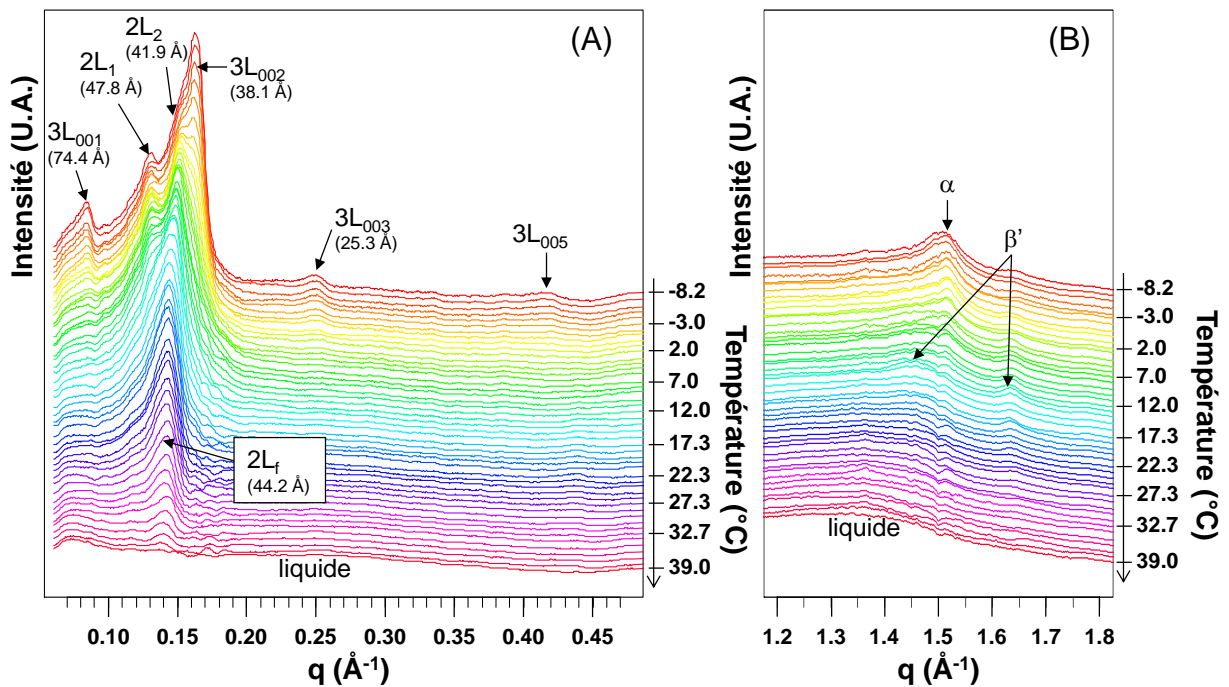 (A)
2L₂
(41.9 Å)
2L₁
(47.8 Å)
3L₀₀₂
(38.1 Å)
3L₀₀₁
(74.4 Å)
3L₀₀₃
(25.3 Å)
3L₀₀₅
2L_f
(44.2 Å)
liquide
Intensité (U.A.)
-8.2
-3.0
2.0
7.0
12.0
17.3
22.3
27.3
32.7
39.0
Température (°C)
0.10 0.15 0.20 0.25 0.30 0.35 0.40 0.45
q (Å⁻¹)
(B)
α
β’
liquide
Intensité (U.A.)
-8.2
-3.0
2.0
7.0
12.0
17.3
22.3
27.3
32.7
39.0
Température (°C)
1.2 1.3 1.4 1.5 1.6 1.7 1.8
q (Å⁻¹)